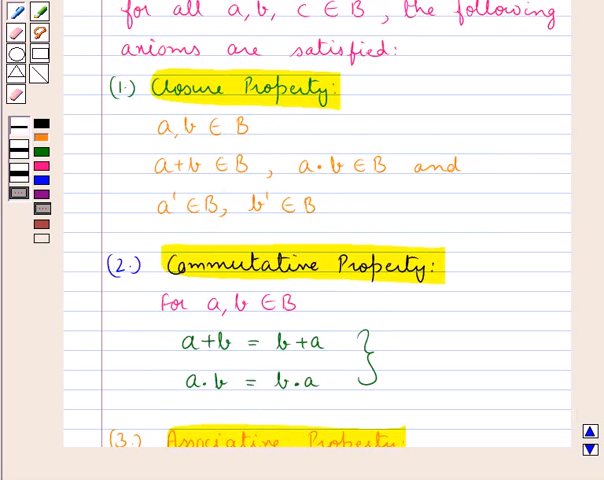 for all a, b, c ∈ B, the following
axioms are satisfied:
(1.) Closure Property:
a, b ∈ B
a+b ∈ B, a·b ∈ B and
a' ∈ B, b' ∈ B
(2.) Commutative Property:
For a, b ∈ B
a+b = b+a }
a·b = b·a
(3.) Associative Property: